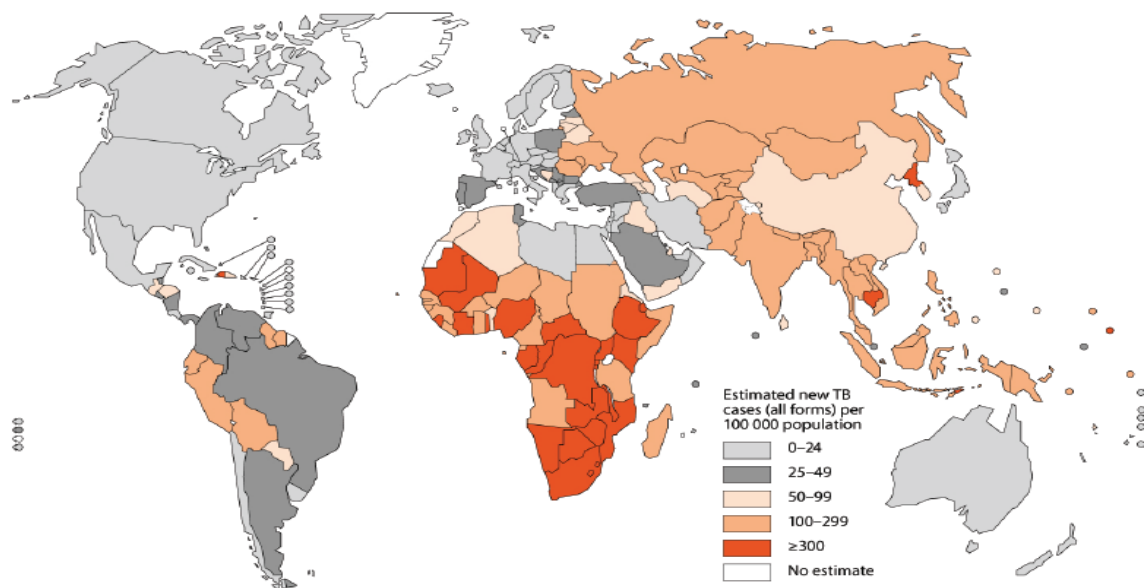 Estimated new TB
cases (all forms) per
100 000 population
0–24
25–49
50–99
100–299
≥300
No estimate